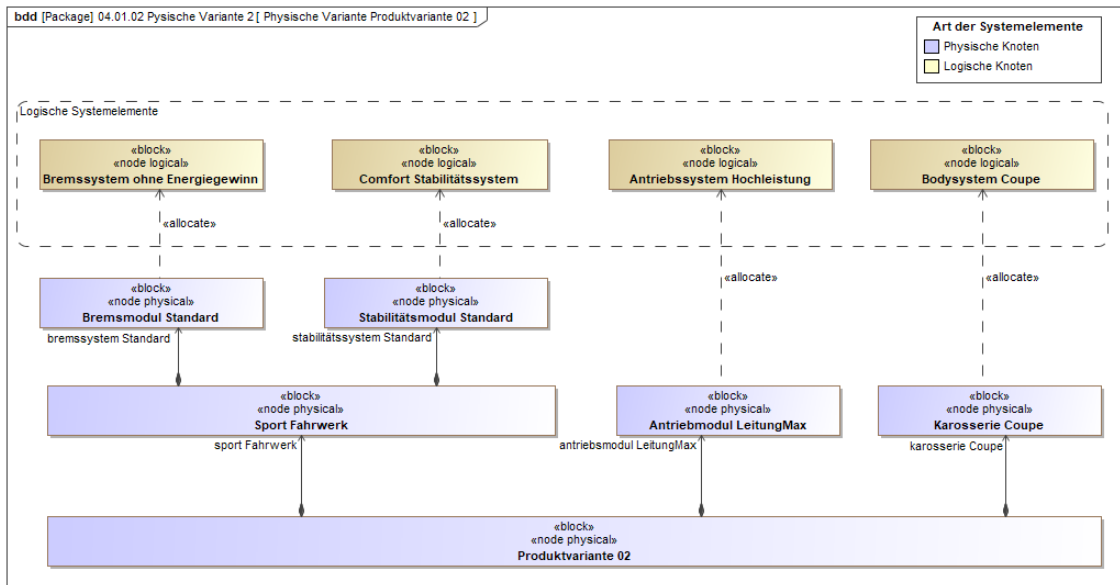 bdd [Package] 04.01.02 Pysische Variante 2 [ Physische Variante Produktvariante 02 ]
Art der Systemelemente
Physische Knoten
Logische Knoten
Logische Systemelemente
«block»
«node logical»
Bremssystem ohne Energiegewinn
«block»
«node logical»
Comfort Stabilitätssystem
«block»
«node logical»
Antriebssystem Hochleistung
«block»
«node logical»
Bodysystem Coupe
«allocate»
«allocate»
«allocate»
«allocate»
«block»
«node physical»
Bremsmodul Standard
«block»
«node physical»
Stabilitätsmodul Standard
bremssystem Standard
stabilitätssystem Standard
«block»
«node physical»
Sport Fahrwerk
«block»
«node physical»
Antriebmodul LeitungMax
«block»
«node physical»
Karosserie Coupe
sport Fahrwerk
antriebsmodul LeitungMax
karosserie Coupe
«block»
«node physical»
Produktvariante 02